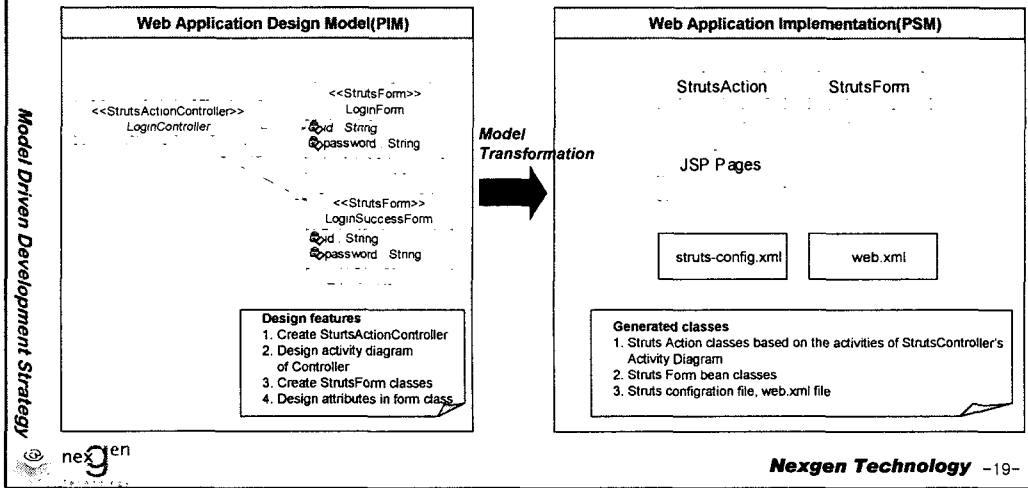 Model Driven Development Strategy
Web Application Design Model(PIM)
<<StrutsActionController>>
LoginController
<<StrutsForm>>
LoginForm
id : String
password : String
<<StrutsForm>>
LoginSuccessForm
id : String
password : String
Design features
1. Create SturtsActionController
2. Design activity diagram
of Controller
3. Create StrutsForm classes
4. Design attributes in form class
Model
Transformation
Web Application Implementation(PSM)
StrutsAction
StrutsForm
JSP Pages
struts-config.xml
web.xml
Generated classes
1. Struts Action classes based on the activities of StrutsController's
Activity Diagram
2. Struts Form bean classes
3. Struts configration file, web.xml file
nexgen
Nexgen Technology -19-